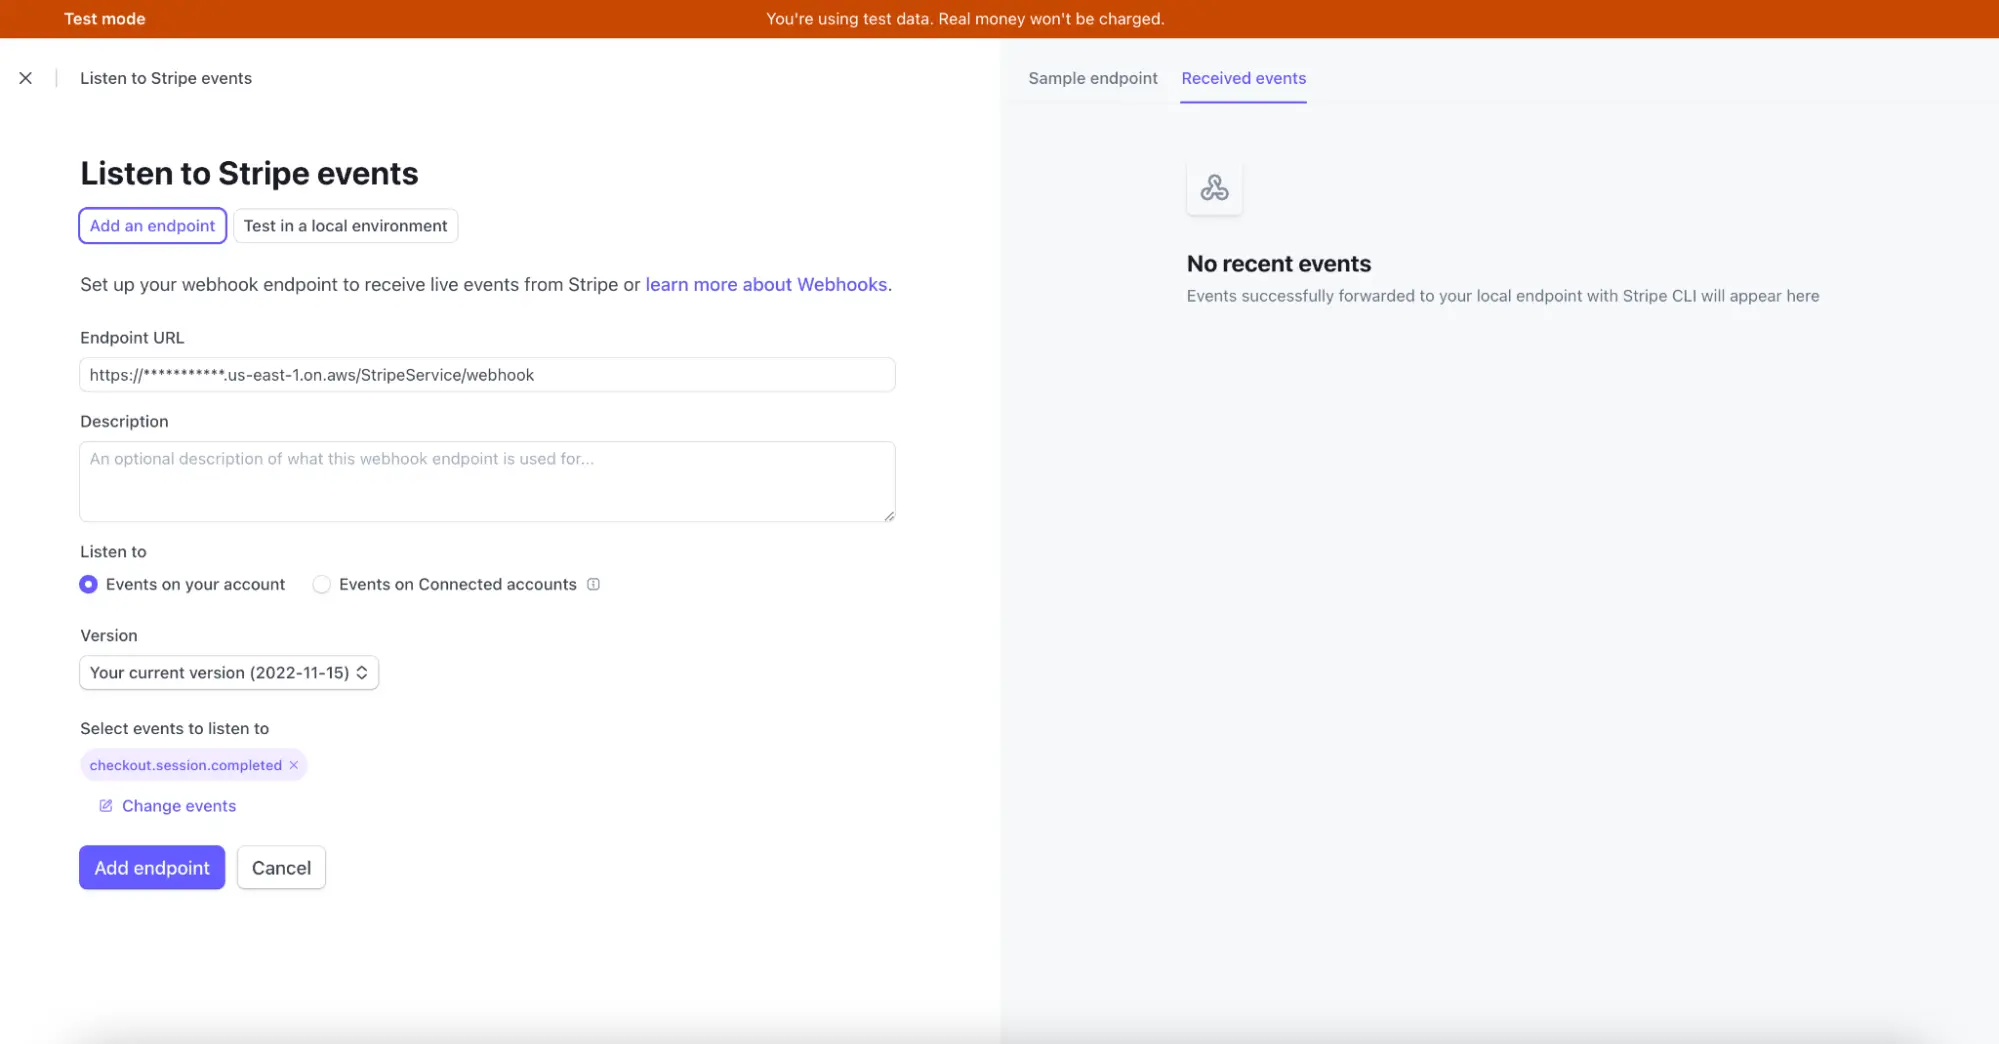 Test mode
You're using test data. Real money won't be charged.
Listen to Stripe events
Sample endpoint
Received events
Listen to Stripe events
Add an endpoint
Test in a local environment
Set up your webhook endpoint to receive live events from Stripe or learn more about Webhooks.
Endpoint URL
https://***********.us-east-1.on.aws/StripeService/webhook
Description
An optional description of what this webhook endpoint is used for...
Listen to
Events on your account
Events on Connected accounts
Version
Your current version (2022-11-15)
Select events to listen to
checkout.session.completed ×
Change events
Add endpoint
Cancel
No recent events
Events successfully forwarded to your local endpoint with Stripe CLI will appear here